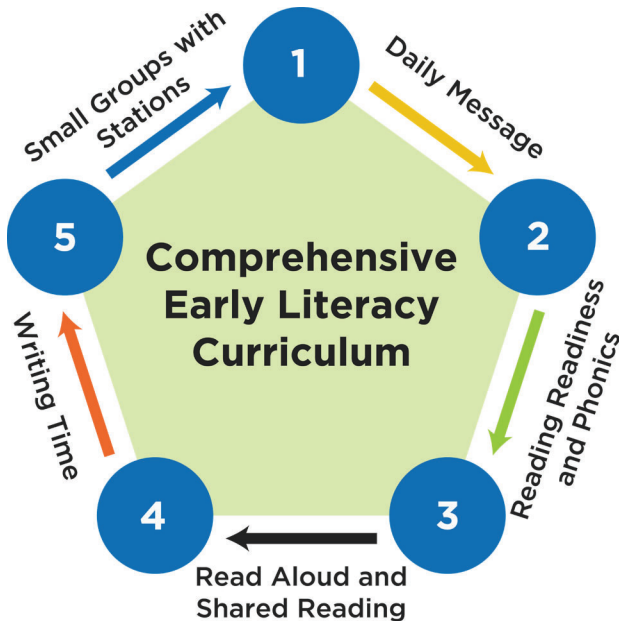 1
Daily Message
2
Reading Readiness
and Phonics
3
Read Aloud and
Shared Reading
4
Writing Time
5
Small Groups with
Stations
Comprehensive
Early Literacy
Curriculum